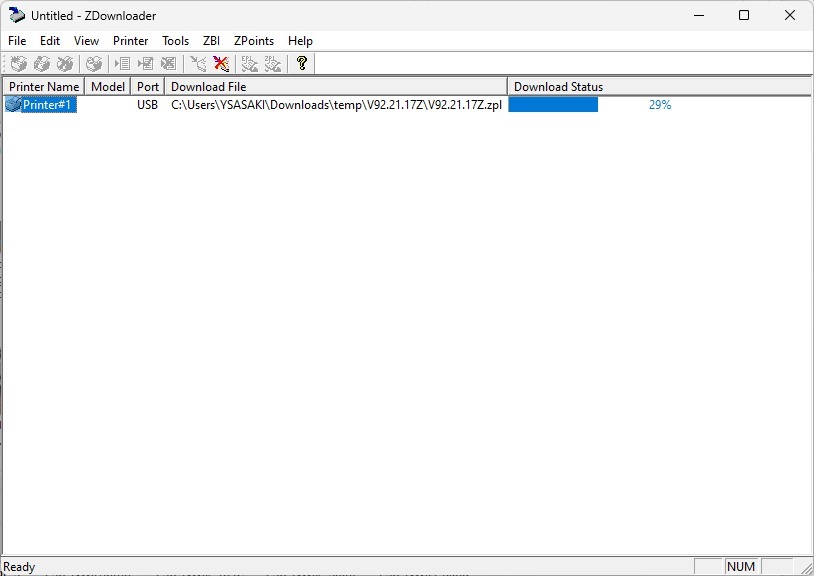 Untitled - ZDownloader
File Edit View Printer Tools ZBI ZPoints Help
Printer Name Model Port Download File Download Status
Printer#1 USB C:\Users\YSASAKI\Downloads\temp\V92.21.17Z\V92.21.17Z.zpl 29%
Ready NUM